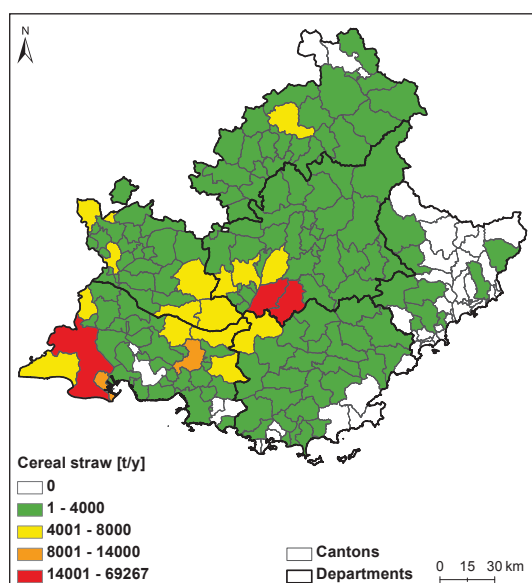 N
Cereal straw [t/y]
0
1 - 4000
4001 - 8000
8001 - 14000
14001 - 69267
Cantons
Departments
0 15 30 km